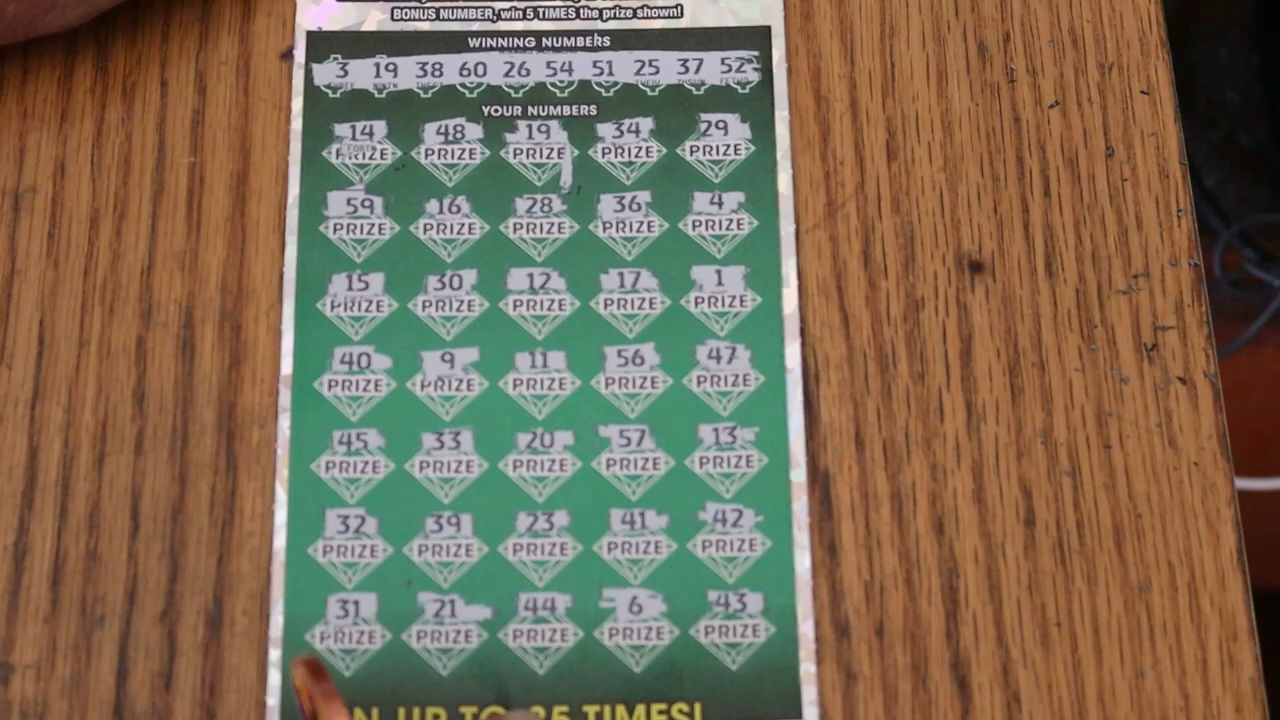 BONUS NUMBER, win 5 TIMES the prize shown!
WINNING NUMBERS
3 19 38 60 26 54 51 25 37 52
YOUR NUMBERS
14 48 19 34 29
PRIZE PRIZE PRIZE PRIZE PRIZE
59 16 28 36 4
PRIZE PRIZE PRIZE PRIZE PRIZE
15 30 12 17 1
PRIZE PRIZE PRIZE PRIZE PRIZE
40 9 11 56 47
PRIZE PRIZE PRIZE PRIZE PRIZE
45 33 20 57 13
PRIZE PRIZE PRIZE PRIZE PRIZE
32 39 23 41 42
PRIZE PRIZE PRIZE PRIZE PRIZE
31 21 44 6 43
PRIZE PRIZE PRIZE PRIZE PRIZE
UP TO 35 TIMES!